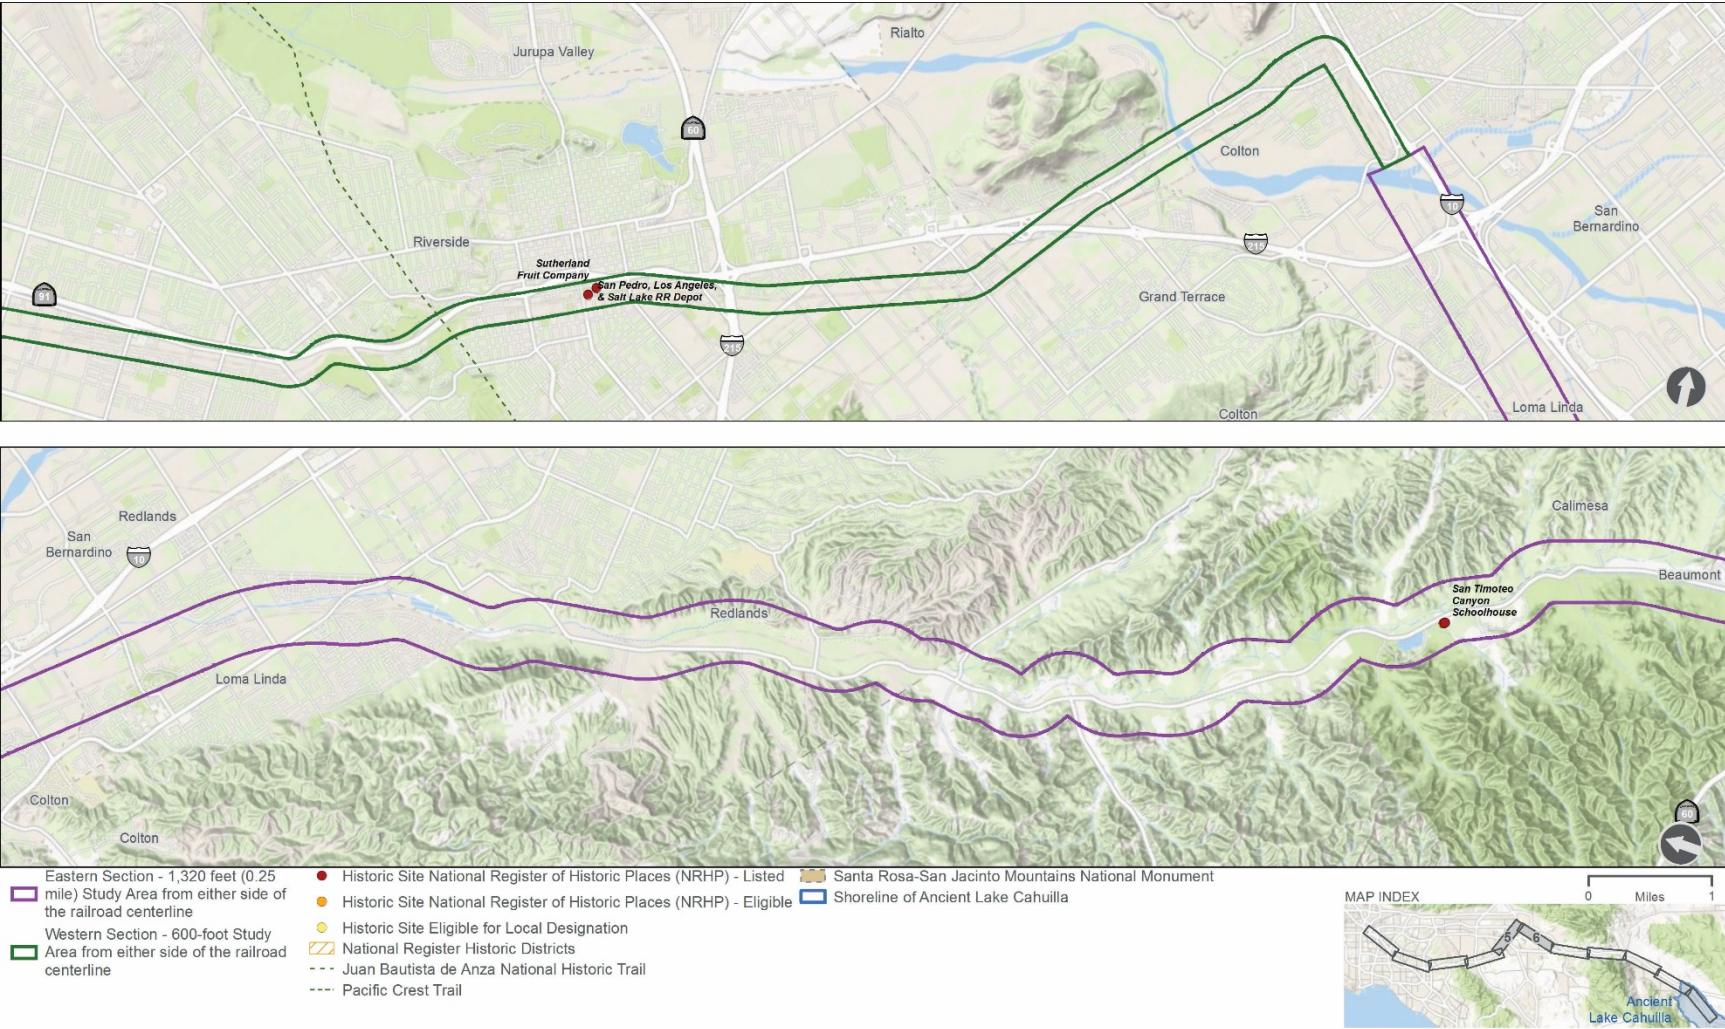 Jurupa Valley
Rialto
60
Colton
10
San
Bernardino
Riverside
215
Sutherland
Fruit Company
San Pedro, Los Angeles,
& Salt Lake RR Depot
91
Grand Terrace
215
Colton
Loma Linda
Redlands
San
Bernardino
10
Calimesa
Beaumont
San Timoteo
Canyon
Schoolhouse
Redlands
Loma Linda
Colton
Colton
60
Eastern Section - 1,320 feet (0.25
mile) Study Area from either side of
the railroad centerline
Western Section - 600-foot Study
Area from either side of the railroad
centerline
Historic Site National Register of Historic Places (NRHP) - Listed
Historic Site National Register of Historic Places (NRHP) - Eligible
Historic Site Eligible for Local Designation
National Register Historic Districts
Juan Bautista de Anza National Historic Trail
Pacific Crest Trail
Santa Rosa-San Jacinto Mountains National Monument
Shoreline of Ancient Lake Cahuilla
0 Miles 1
MAP INDEX
5
6
Ancient
Lake Cahuilla